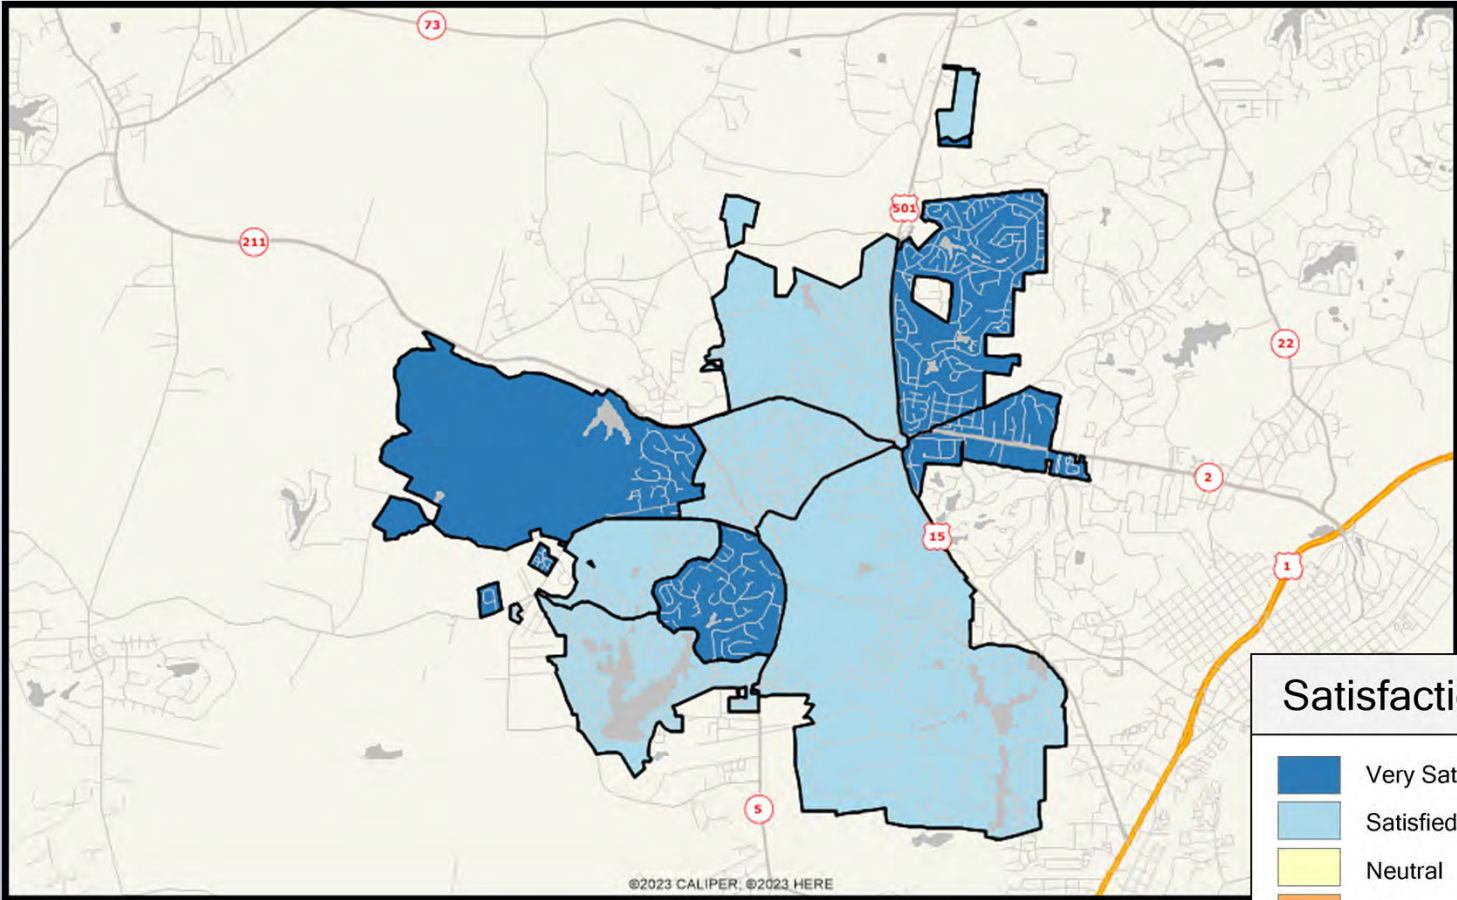 73
501
211
22
2
15
1
Satisfacti
Very Sat
Satisfied
Neutral
5
©2023 CALIPER; ©2023 HERE